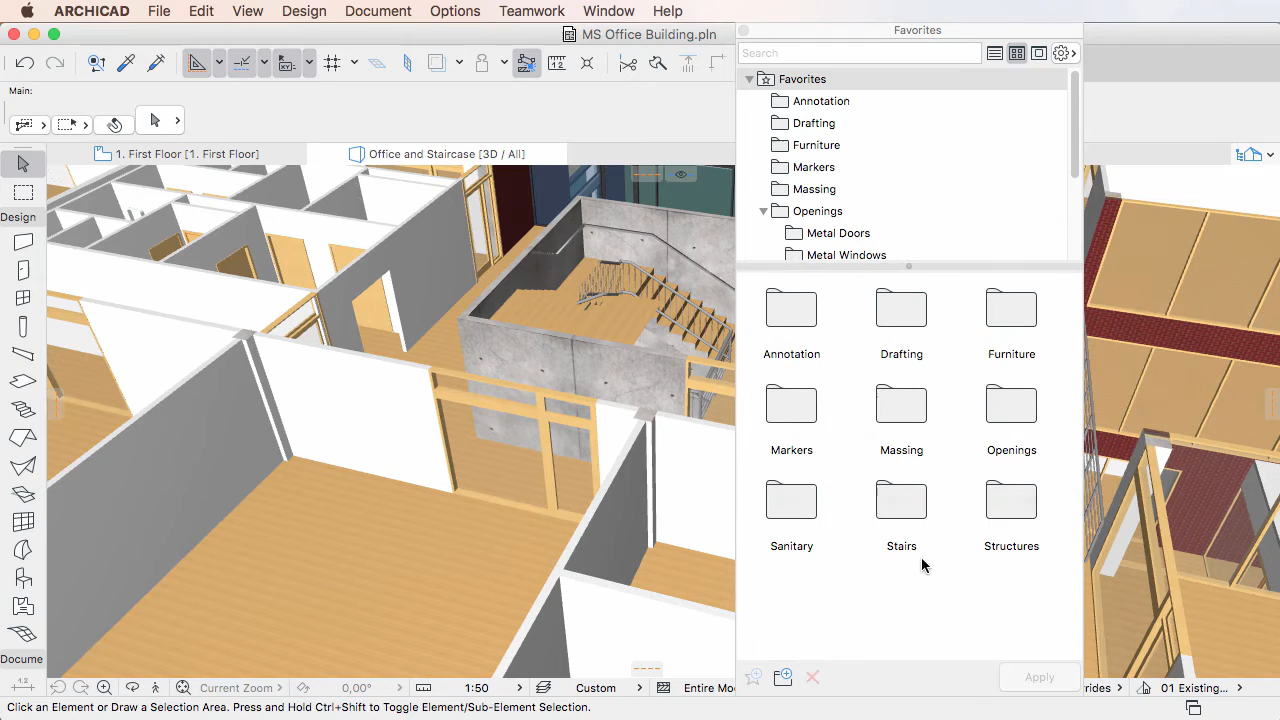 ARCHICAD File Edit View Design Document Options Teamwork Window Help
MS Office Building.pln
Favorites
Search
Main:
Favorites
Annotation
Drafting
Furniture
Markers
Massing
Openings
Metal Doors
Metal Windows
1. First Floor [1. First Floor]
Office and Staircase [3D / All]
Design
Annotation Drafting Furniture
Markers Massing Openings
Sanitary Stairs Structures
Docume
1.2
Apply
Current Zoom
0,00°
1:50
Custom
Entire Mo
rides
01 Existing...
Click an Element or Draw a Selection Area. Press and Hold Ctrl+Shift to Toggle Element/Sub-Element Selection.